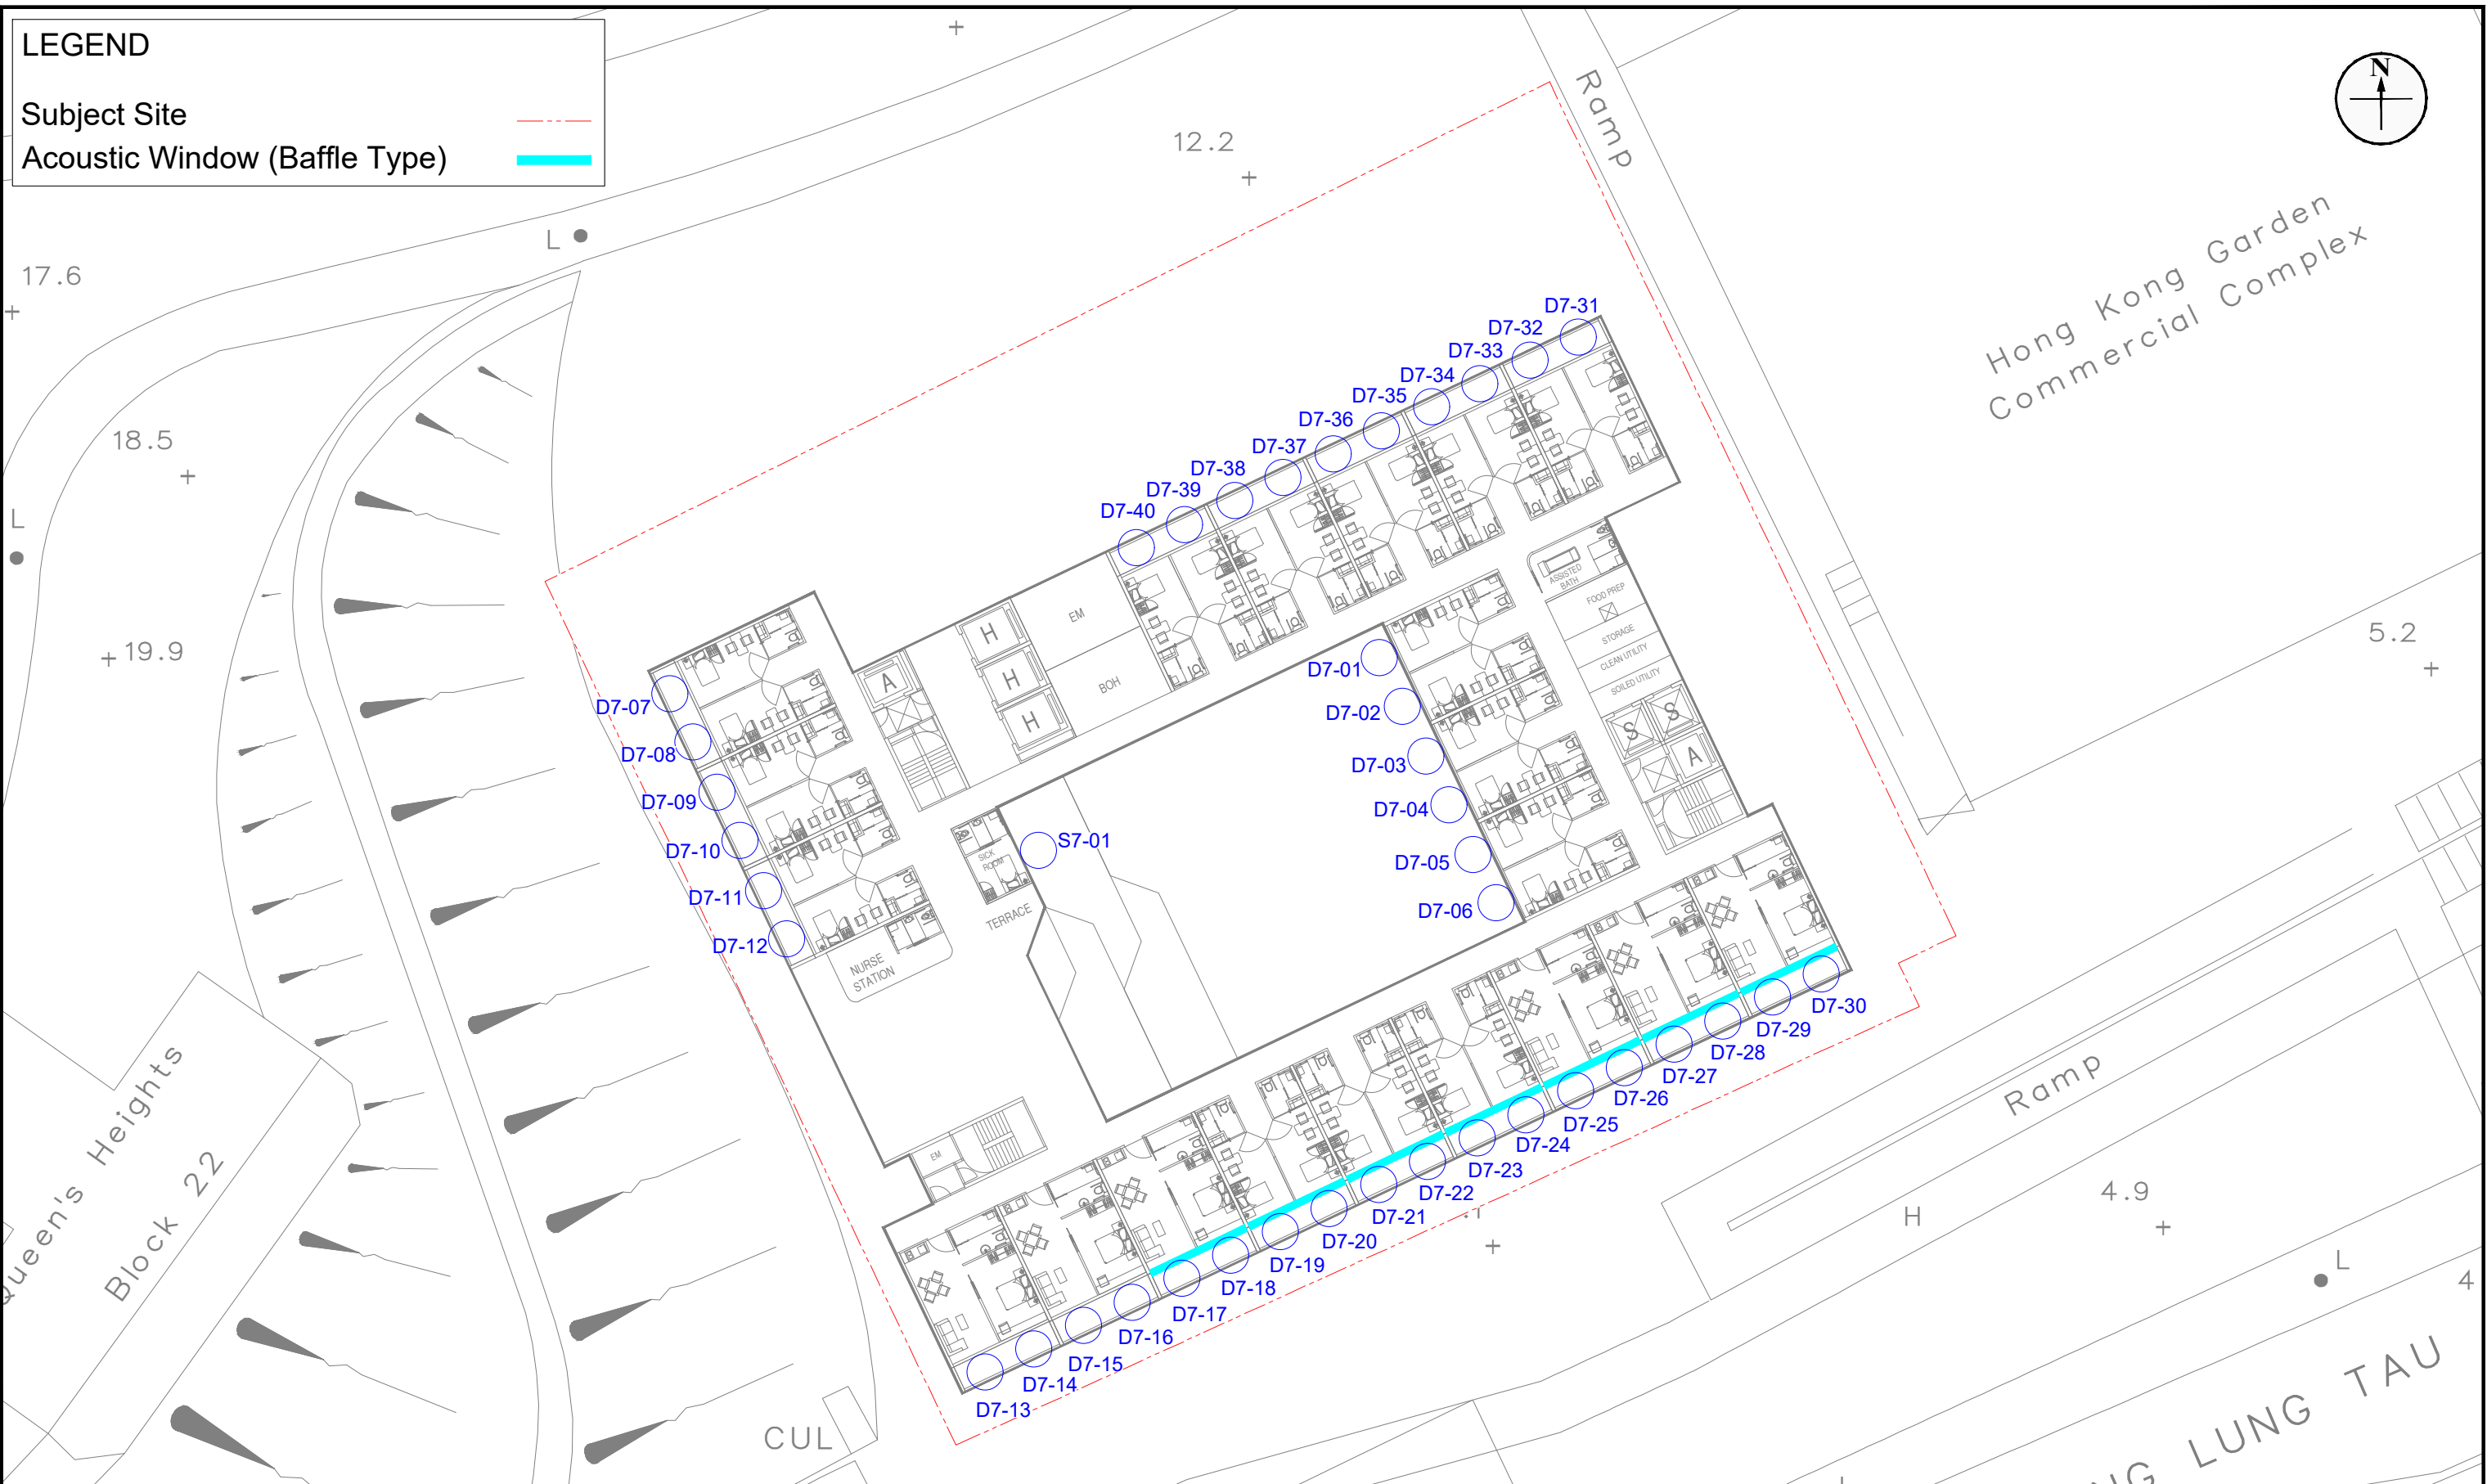 LEGEND
Subject Site
Acoustic Window (Baffle Type)
N
Ramp
12.2
Hong Kong Garden
Commercial Complex
L
17.6
18.5
L
19.9
5.2
D7-31
D7-32
D7-33
D7-34
D7-35
D7-36
D7-37
D7-38
D7-39
D7-40
EM
BOH
H
H
H
A
ASSISTED
BATH
FOOD PREP
STORAGE
CLEAN UTILITY
SOILED UTILITY
S
S
A
D7-01
D7-02
D7-03
D7-04
D7-05
D7-06
D7-07
D7-08
D7-09
D7-10
D7-11
D7-12
S7-01
SICK
ROOM
TERRACE
NURSE
STATION
EM
D7-30
D7-29
D7-28
D7-27
D7-26
D7-25
D7-24
D7-23
D7-22
D7-21
D7-20
D7-19
D7-18
D7-17
D7-16
D7-15
D7-14
D7-13
Queen's Heights
Block 22
Ramp
H
4.9
L
4
CUL
LUNG TAU